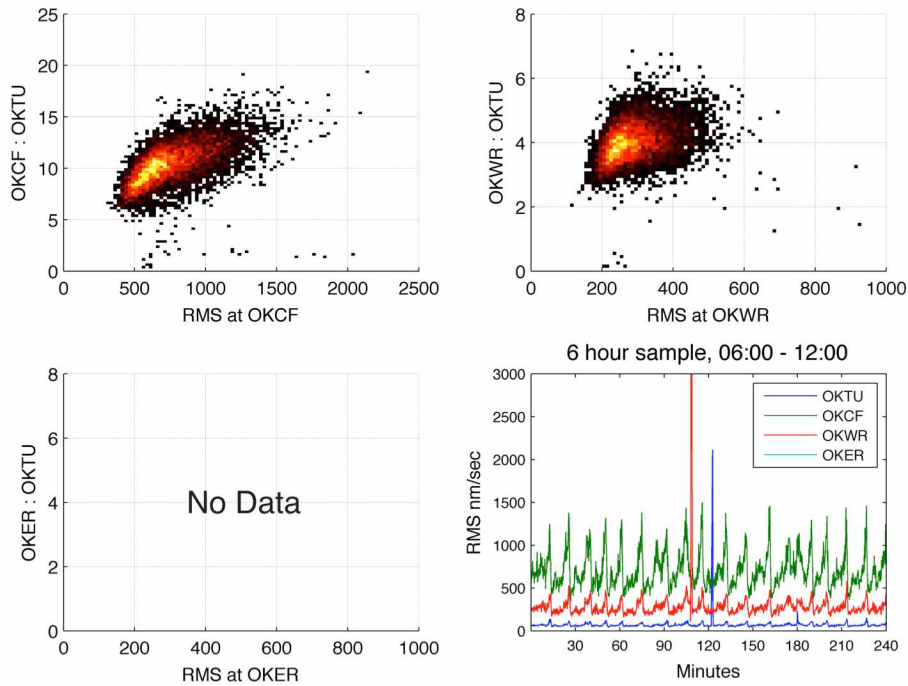 25
20
15
10
5
0
OKCF : OKTU
0 500 1000 1500 2000 2500
RMS at OKCF
8
6
4
2
0
OKWR : OKTU
0 200 400 600 800 1000
RMS at OKWR
8
6
4
2
0
OKER : OKTU
No Data
0 200 400 600 800 1000
RMS at OKER
6 hour sample, 06:00 - 12:00
3000
2500
2000
1500
1000
500
0
RMS nm/sec
OKTU
OKCF
OKWR
OKER
30 60 90 120 150 180 210 240
Minutes